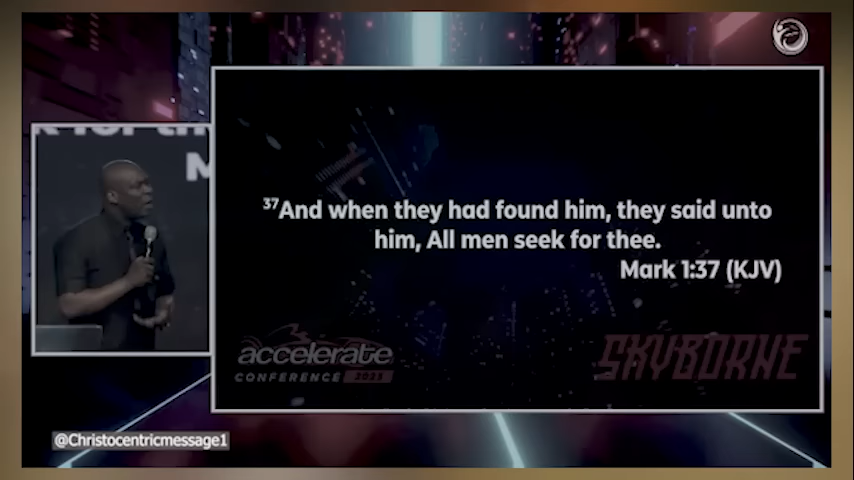 37And when they had found him, they said unto
him, All men seek for thee.
Mark 1:37 (KJV)
accelerate
CONFERENCE 2023
SKYBORNE
@Christocentricmessage1